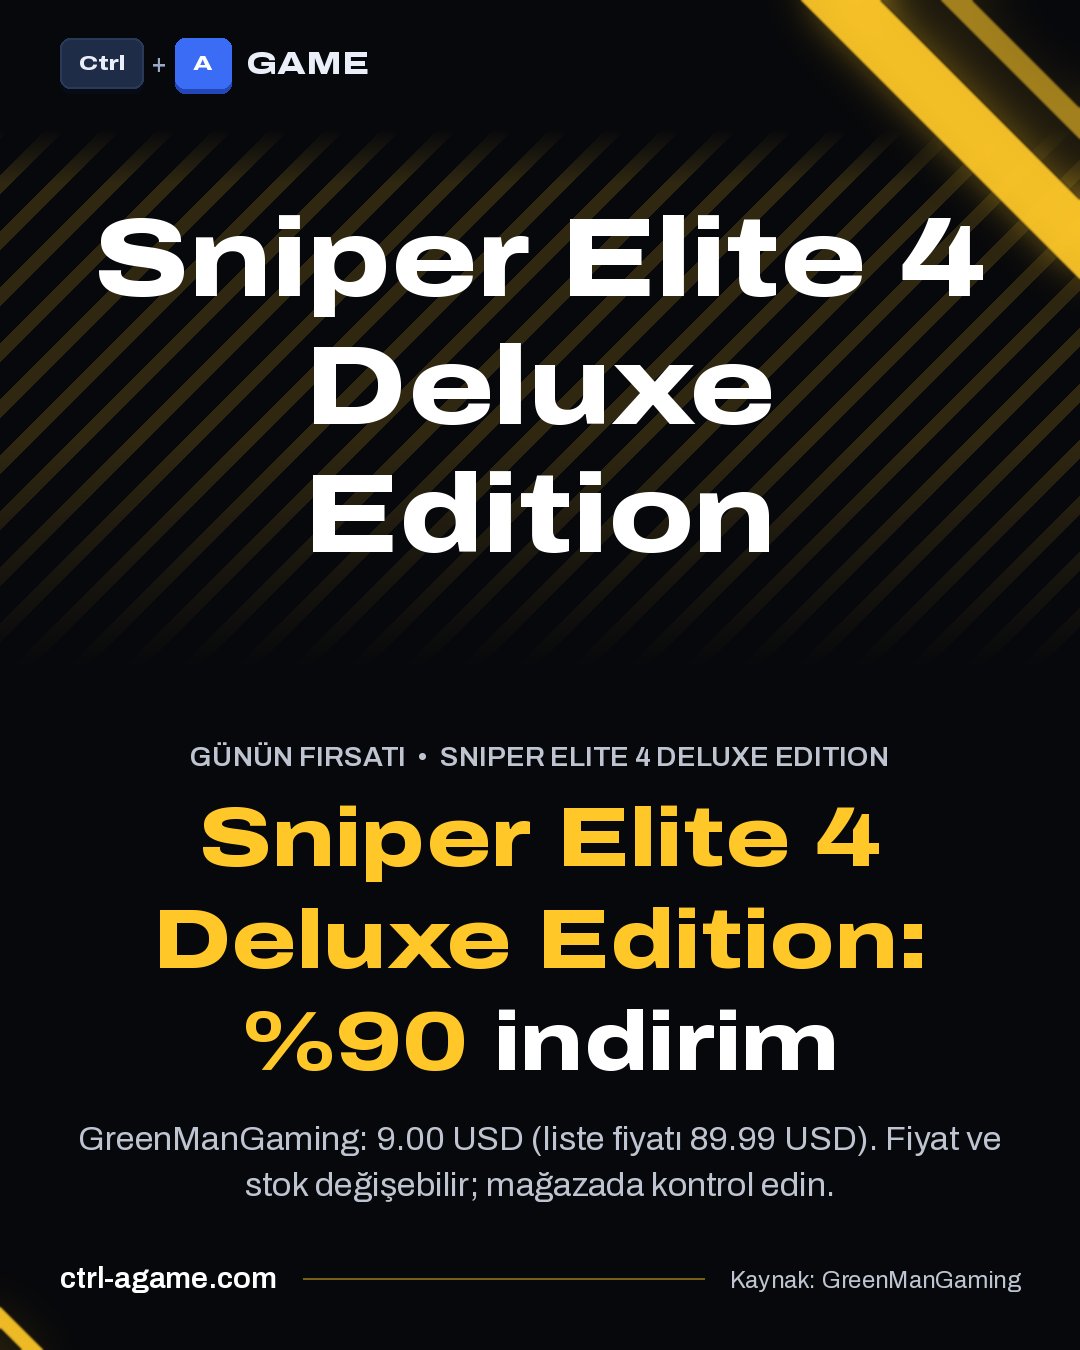 Ctrl + A GAME
Sniper Elite 4
Deluxe
Edition
GÜNÜN FIRSATI • SNIPER ELITE 4 DELUXE EDITION
Sniper Elite 4
Deluxe Edition:
%90 indirim
GreenManGaming: 9.00 USD (liste fiyatı 89.99 USD). Fiyat ve
stok değişebilir; mağazada kontrol edin.
ctrl-agame.com
Kaynak: GreenManGaming